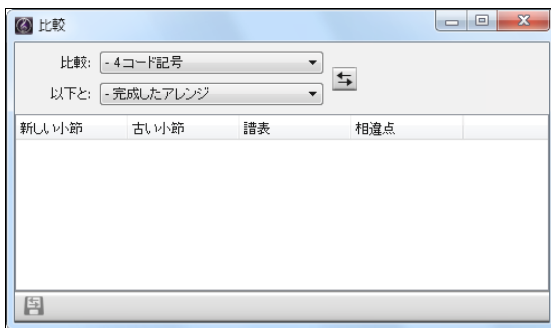 比較
比較: - 4コード記号
以下と: - 完成したアレンジ
新しい小節 古い小節 譜表 相違点